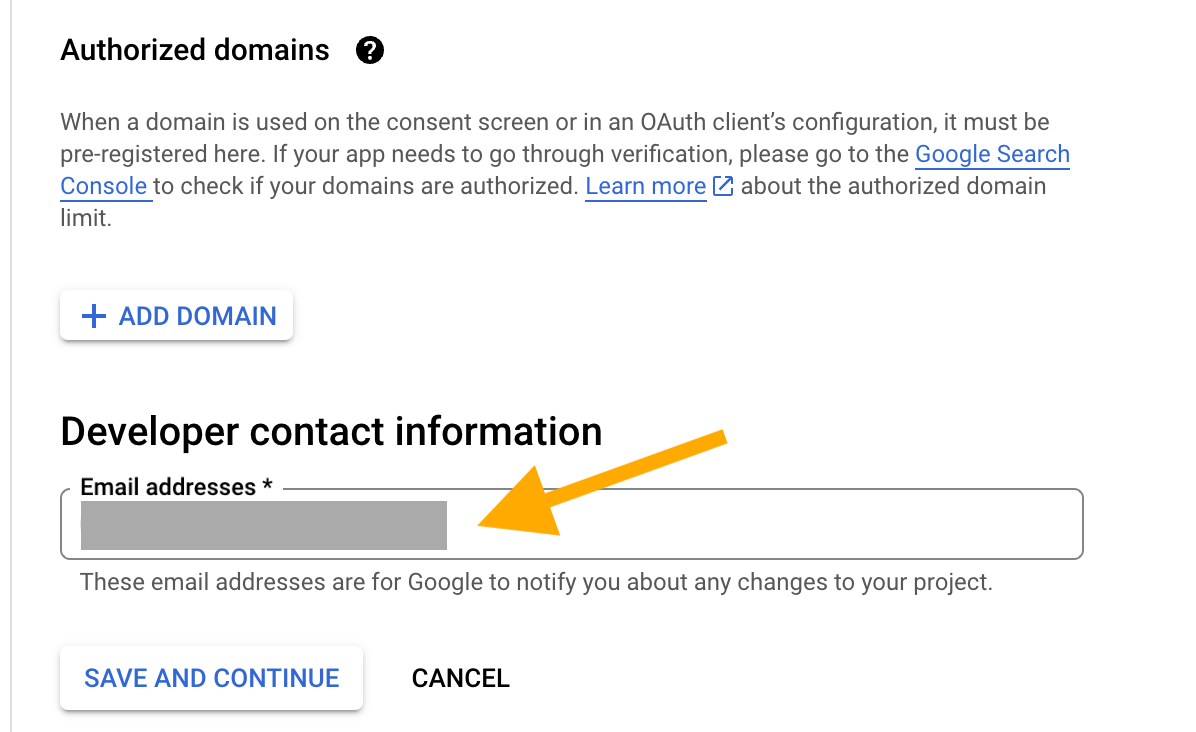 Authorized domains ?
When a domain is used on the consent screen or in an OAuth client’s configuration, it must be
pre-registered here. If your app needs to go through verification, please go to the Google Search
Console to check if your domains are authorized. Learn more about the authorized domain
limit.
+ ADD DOMAIN
Developer contact information
Email addresses *
These email addresses are for Google to notify you about any changes to your project.
SAVE AND CONTINUE CANCEL